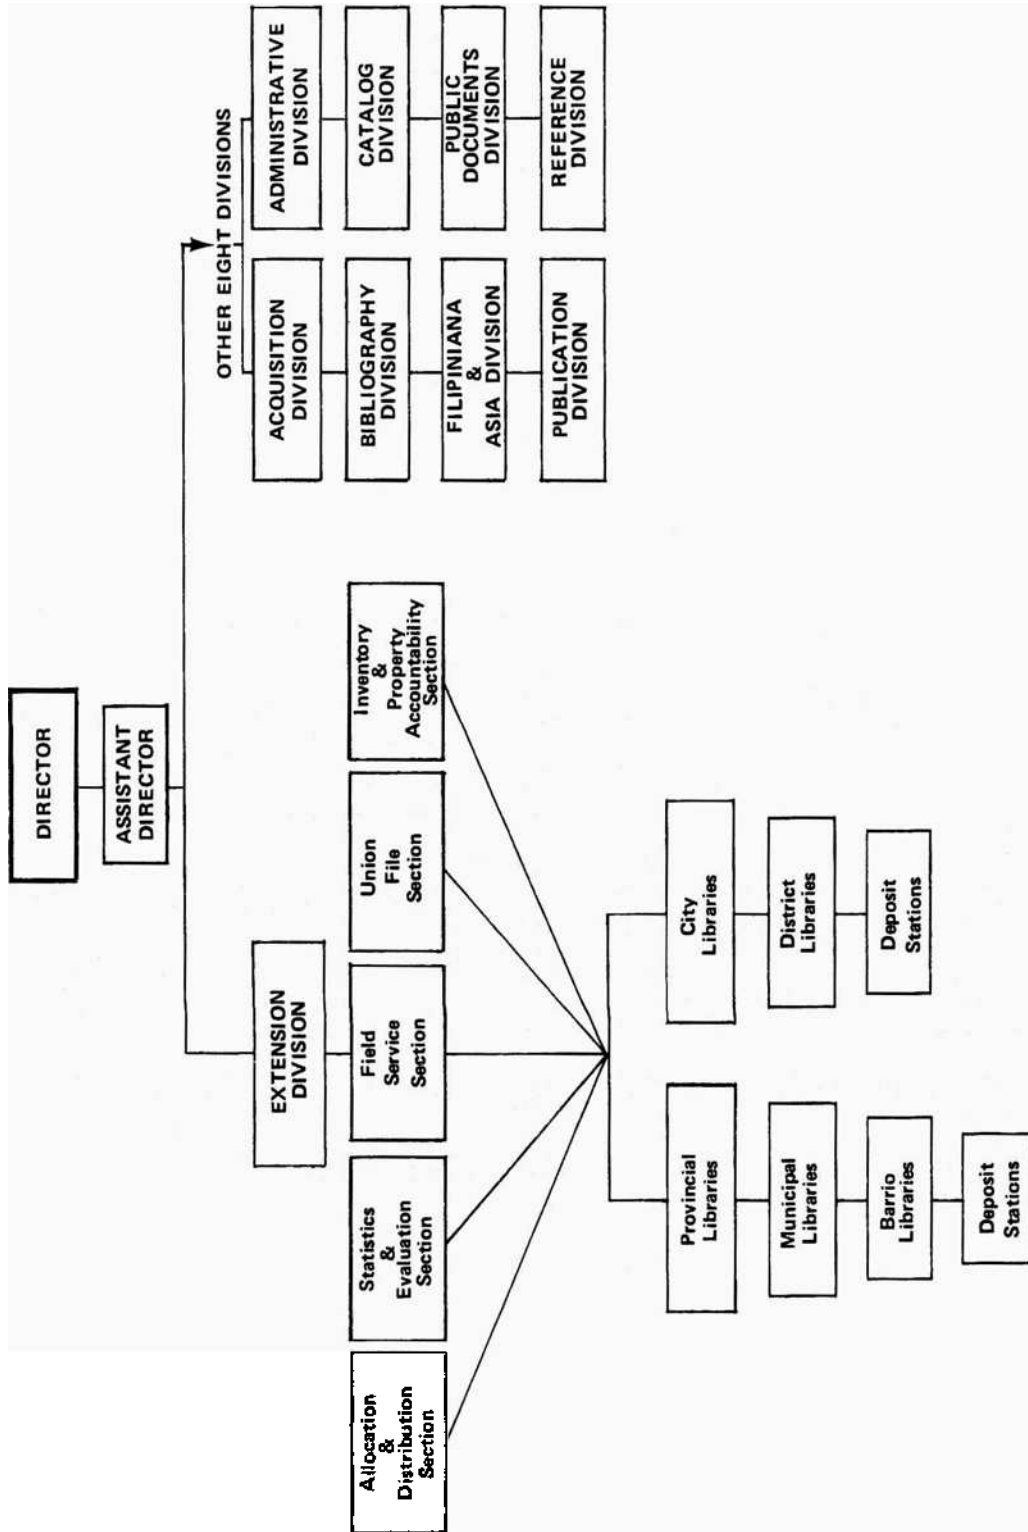 DIRECTOR
ASSISTANT
DIRECTOR
EXTENSION
DIVISION
OTHER EIGHT DIVISIONS
Allocation
&
Distribution
Section
Statistics
&
Evaluation
Section
Field
Service
Section
Union
File
Section
Inventory
&
Property
Accountability
Section
ACQUISITION
DIVISION
ADMINISTRATIVE
DIVISION
BIBLIOGRAPHY
DIVISION
CATALOG
DIVISION
FILIPINIANA
&
ASIA DIVISION
PUBLIC
DOCUMENTS
DIVISION
PUBLICATION
DIVISION
REFERENCE
DIVISION
Provincial
Libraries
City
Libraries
Municipal
Libraries
District
Libraries
Barrio
Libraries
Deposit
Stations
Deposit
Stations